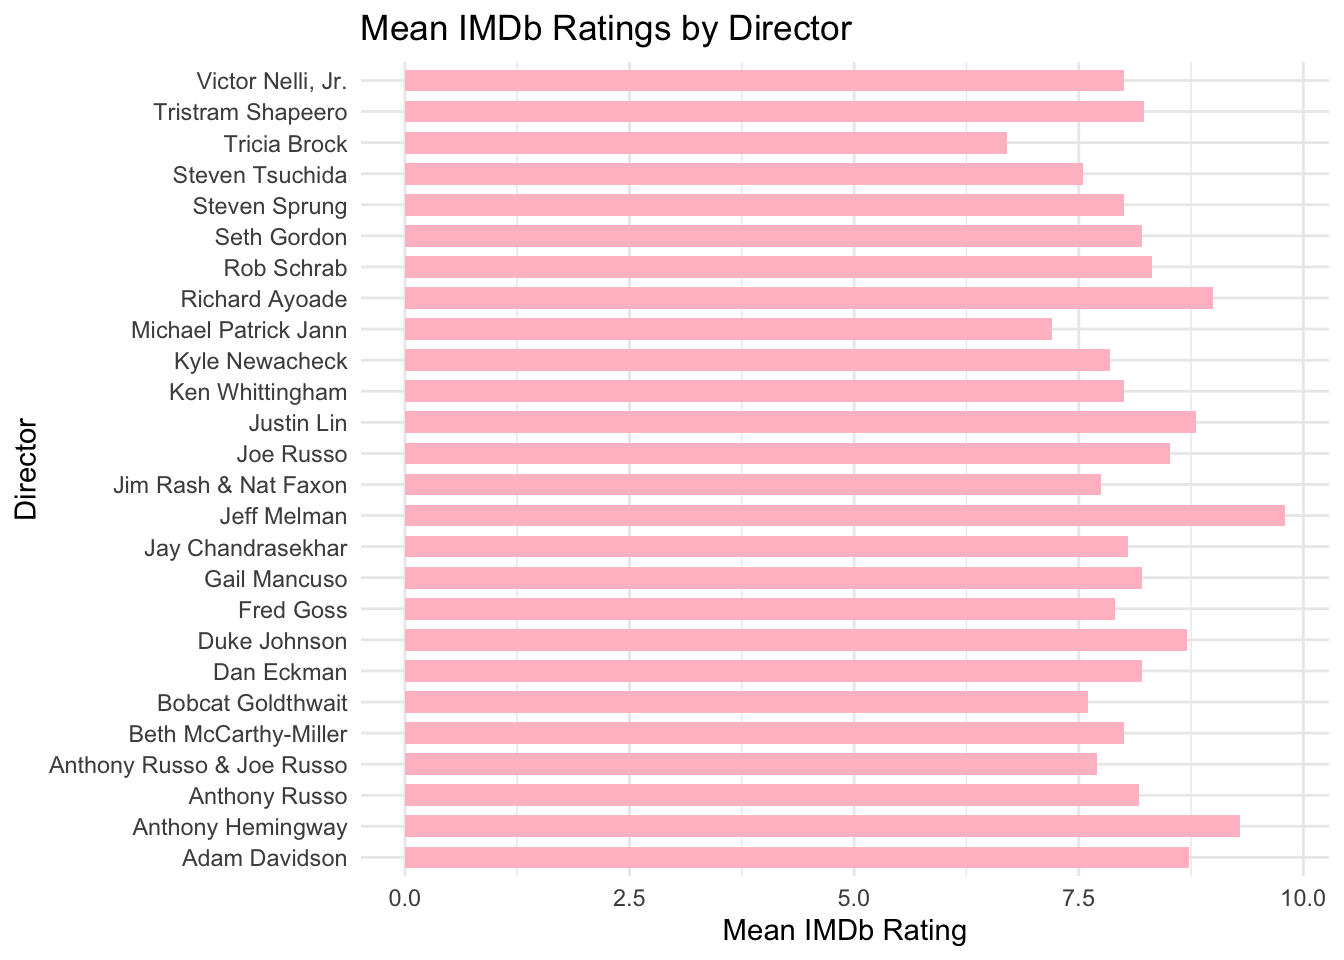 Mean IMDb Ratings by Director
Victor Nelli, Jr.
Tristram Shapeero
Tricia Brock
Steven Tsuchida
Steven Sprung
Seth Gordon
Rob Schrab
Richard Ayoade
Michael Patrick Jann
Kyle Newacheck
Ken Whittingham
Justin Lin
Joe Russo
Jim Rash & Nat Faxon
Jeff Melman
Jay Chandrasekhar
Gail Mancuso
Fred Goss
Duke Johnson
Dan Eckman
Bobcat Goldthwait
Beth McCarthy-Miller
Anthony Russo & Joe Russo
Anthony Russo
Anthony Hemingway
Adam Davidson
Director
0.0 2.5 5.0 7.5 10.0
Mean IMDb Rating